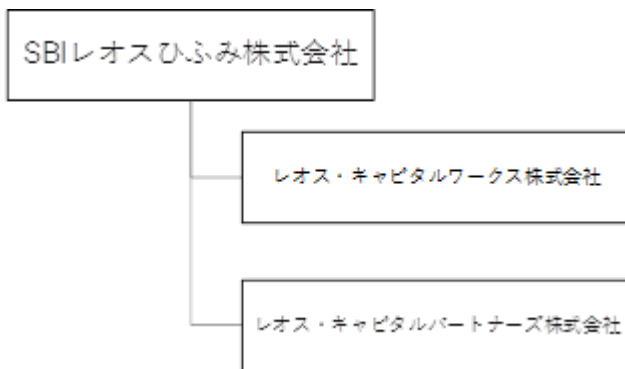 SBIレオスひふみ株式会社
レオス・キャピタルワークス株式会社
レオス・キャピタルパートナーズ株式会社